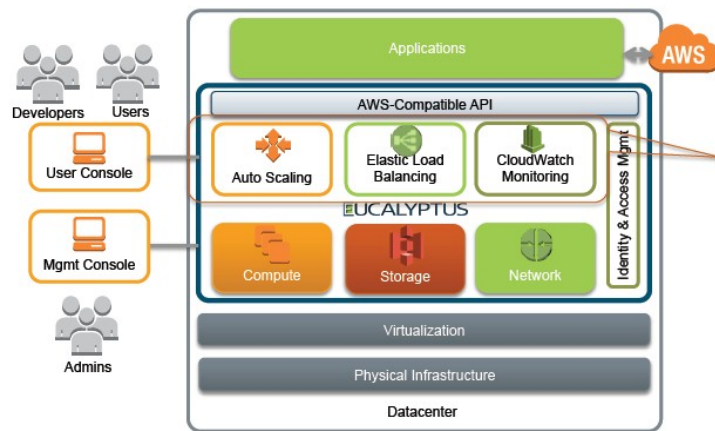 Applications
AWS
Developers
Users
AWS-Compatible API
User Console
Auto Scaling
Elastic Load
Balancing
CloudWatch
Monitoring
Identity & Access Mgmt
EUCALYPTUS
Mgmt Console
Compute
Storage
Network
Admins
Virtualization
Physical Infrastructure
Datacenter